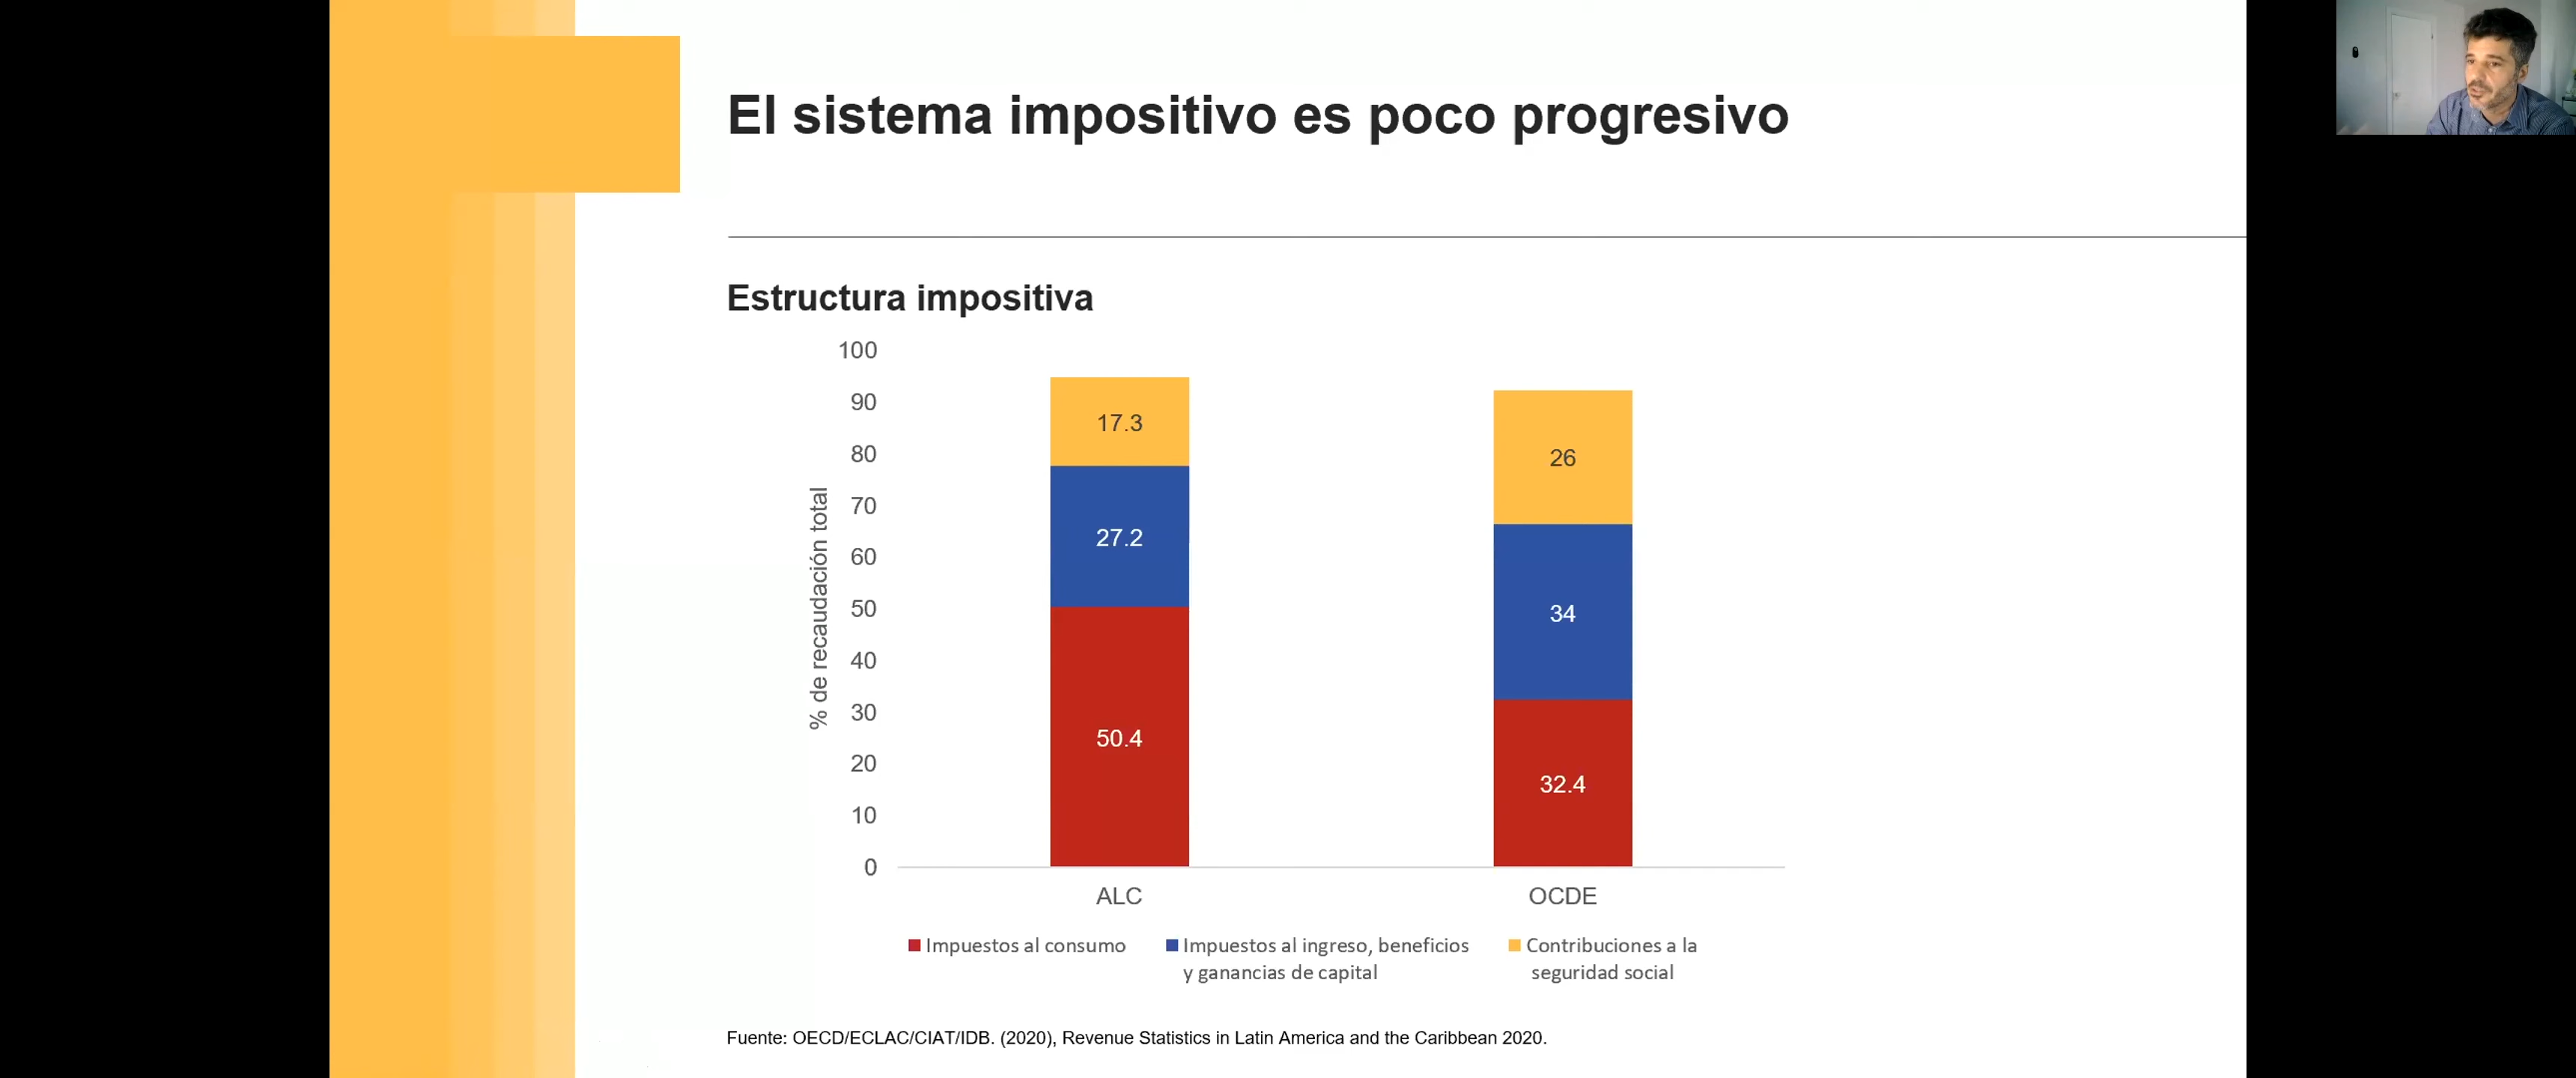 El sistema impositivo es poco progresivo
Estructura impositiva
% de recaudación total
100
90
80
70
60
50
40
30
20
10
0
17.3
27.2
50.4
26
34
32.4
ALC
OCDE
Impuestos al consumo
Impuestos al ingreso, beneficios
y ganancias de capital
Contribuciones a la
seguridad social
Fuente: OECD/ECLAC/CIAT/IDB. (2020), Revenue Statistics in Latin America and the Caribbean 2020.